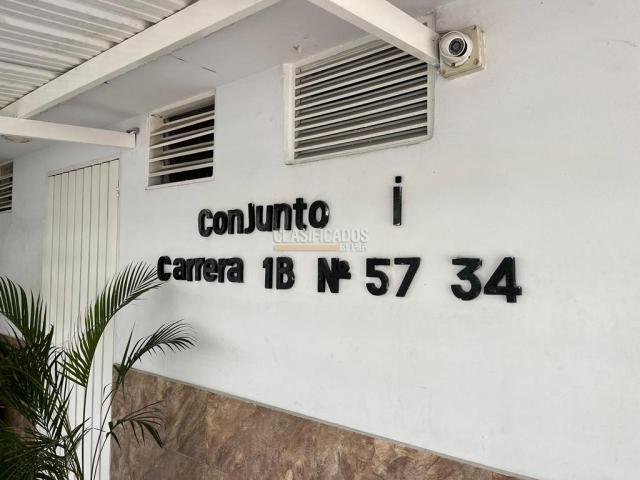 ConJunto i
CLASIFICADOS
Carrera 1B Nº 57 34